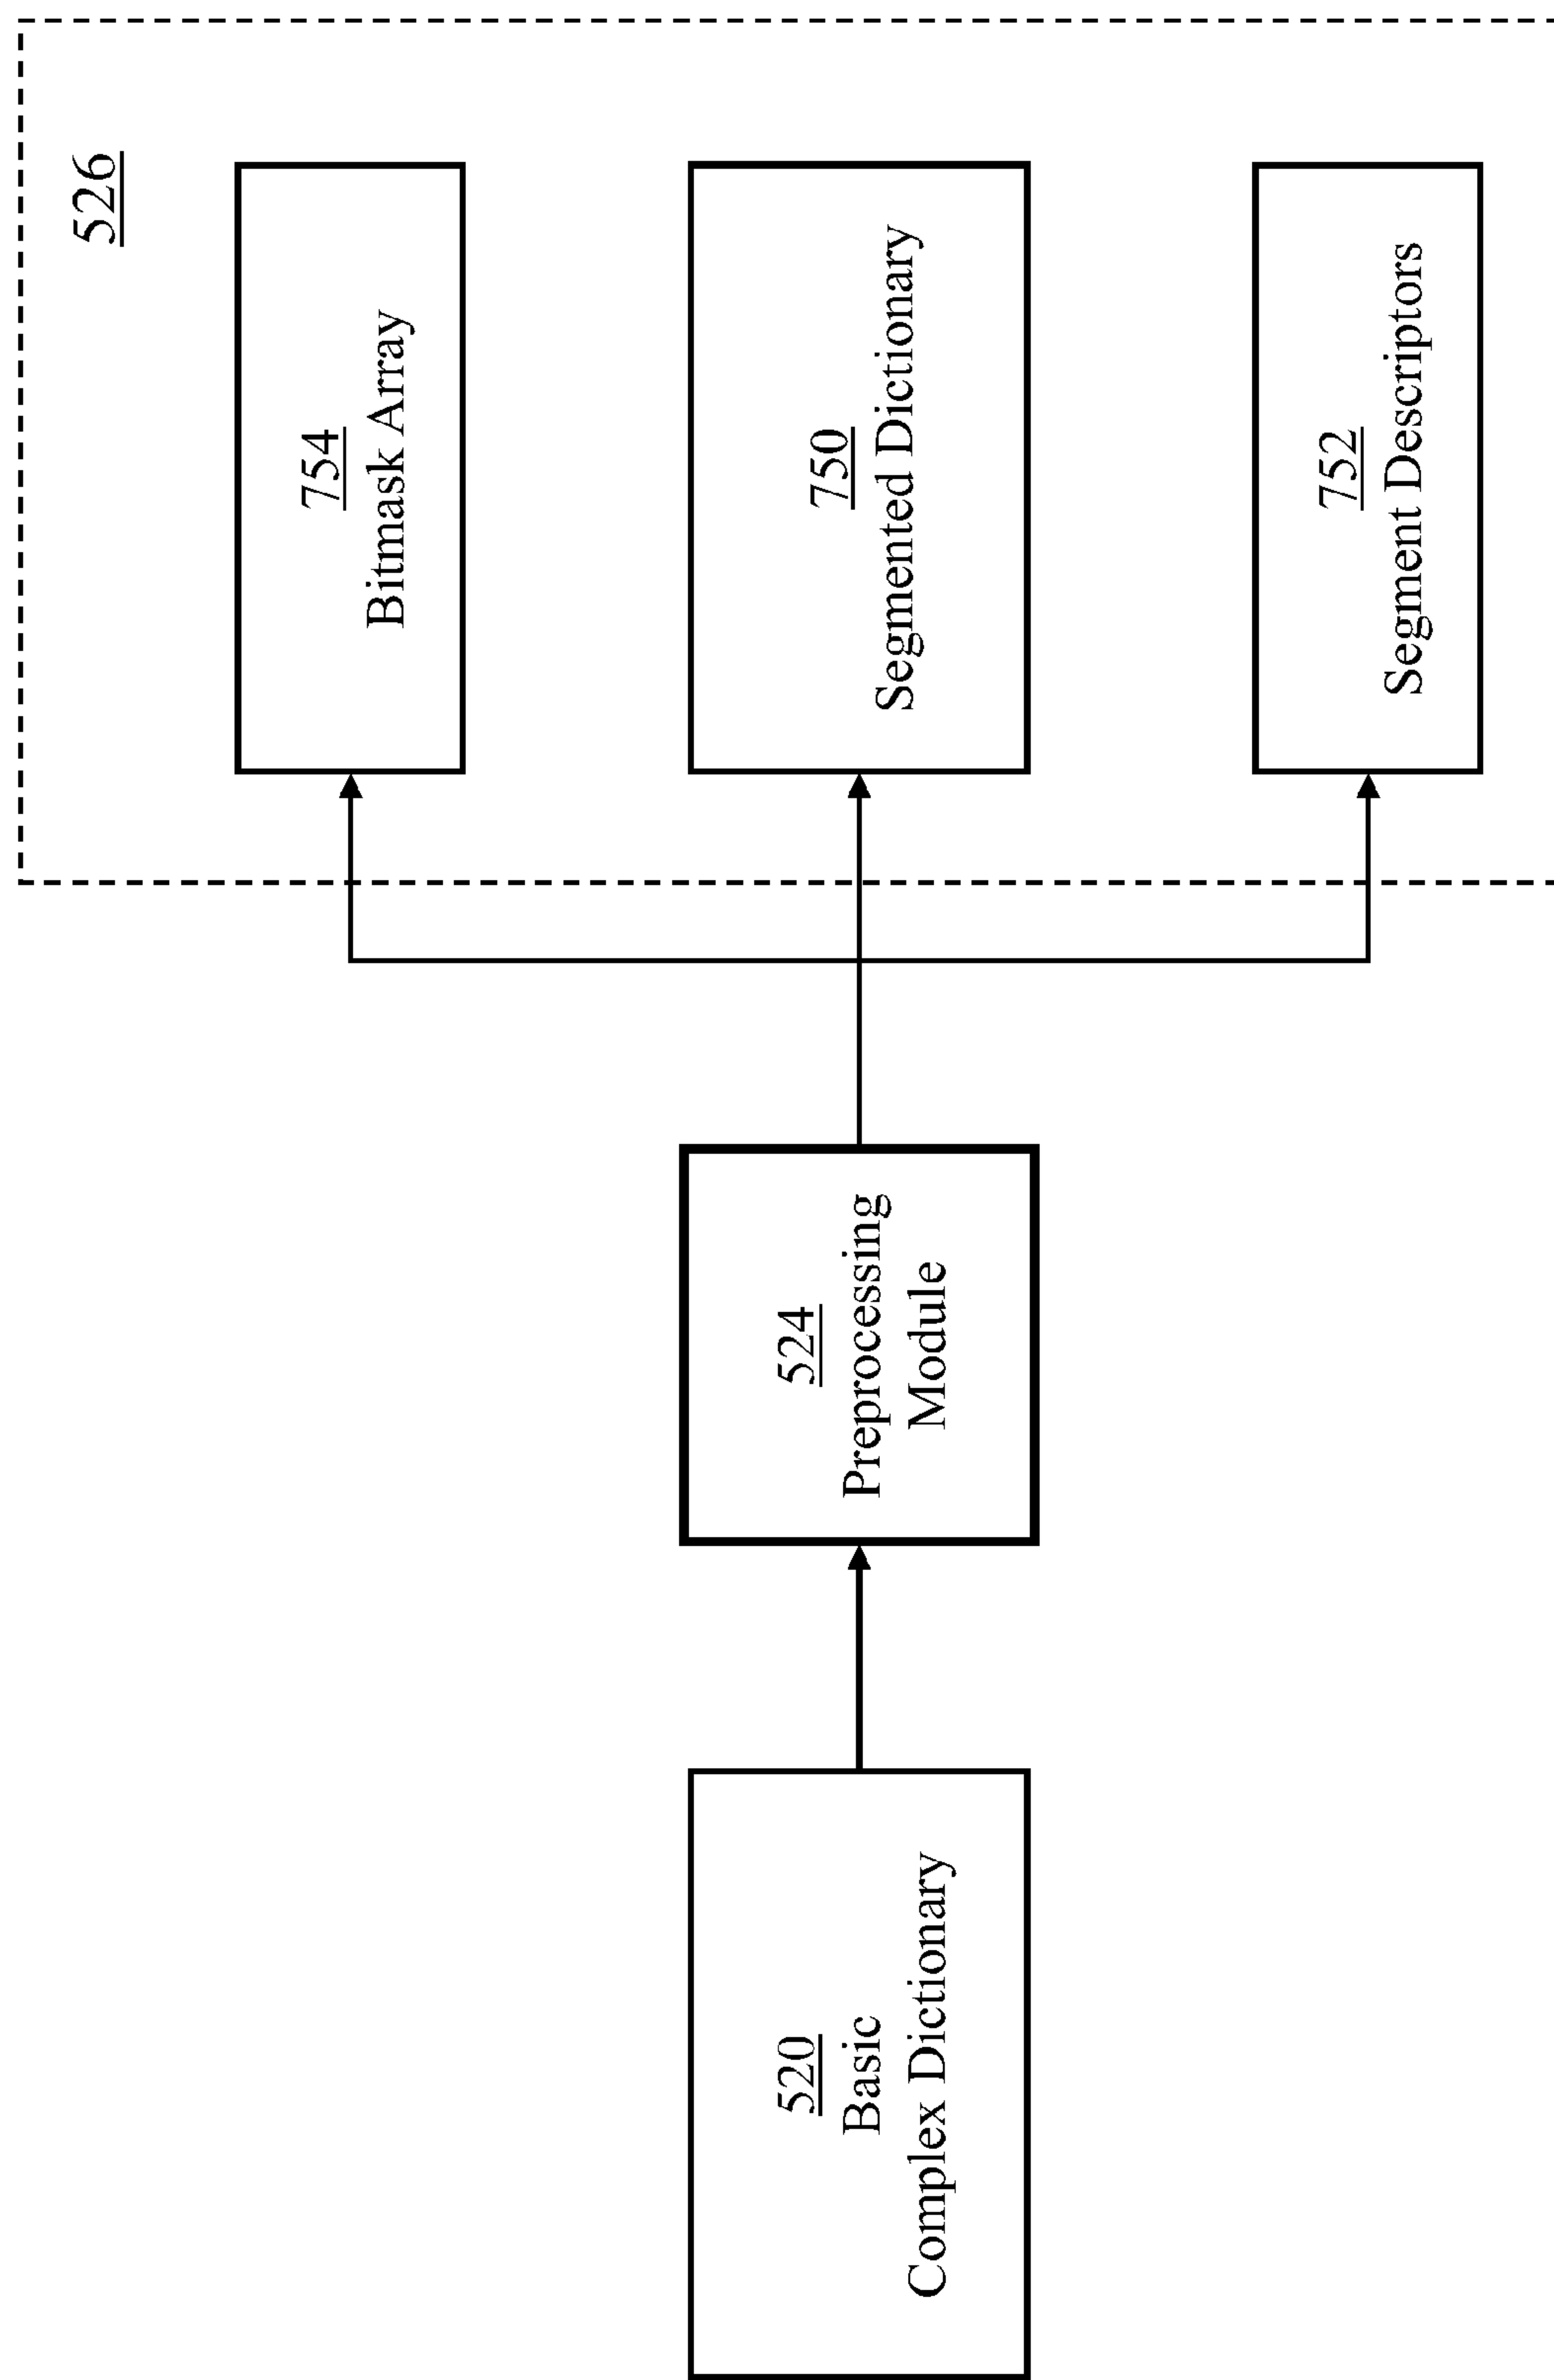 526
754
Bitmask Array
750
Segmented Dictionary
752
Segment Descriptors
524
Preprocessing
Module
520
Basic
Complex Dictionary